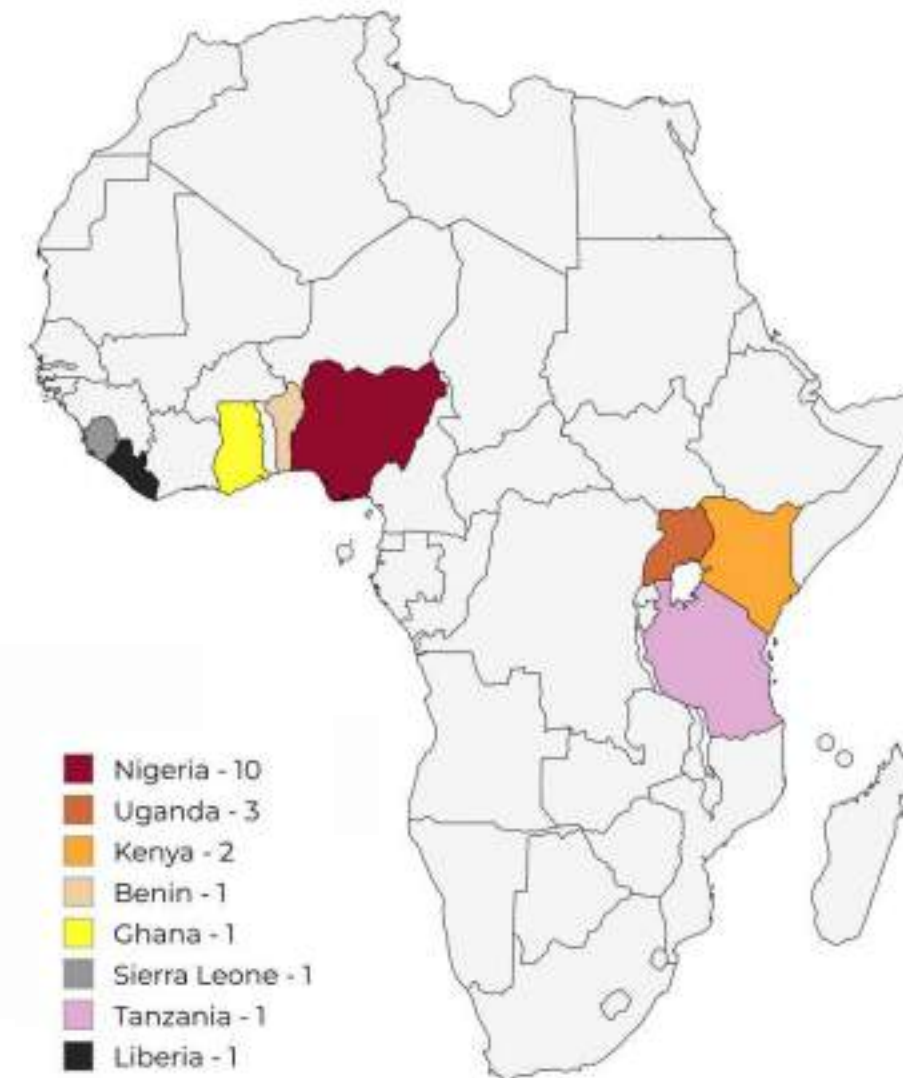 Nigeria - 10
Uganda - 3
Kenya - 2
Benin - 1
Ghana - 1
Sierra Leone - 1
Tanzania - 1
Liberia - 1